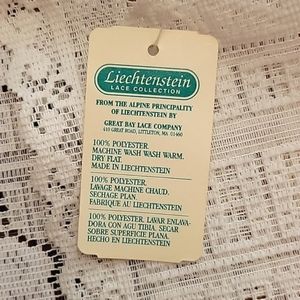 Liechtenstein
LACE COLLECTION
FROM THE ALPINE PRINCIPALITY
OF LIECHTENSTEIN BY
GREAT BAY LACE COMPANY
410 GREAT ROAD, LITTLETON, MA 01460
100% POLYESTER
MACHINE WASH WASH WARM.
DRY FLAT.
MADE IN LIECHTENSTEIN
100% POLYESTER.
LAVAGE MACHINE CHAUD.
SECHAGE PLAN.
FABRIQUE AU LIECHTENSTEIN
100% POLYESTER. LAVAR ENLAVA-
DORA CON AGU TIBIA. SECAR
SOBRE SUPERFICIE PLANA.
HECHO EN LIECHTENSTEIN